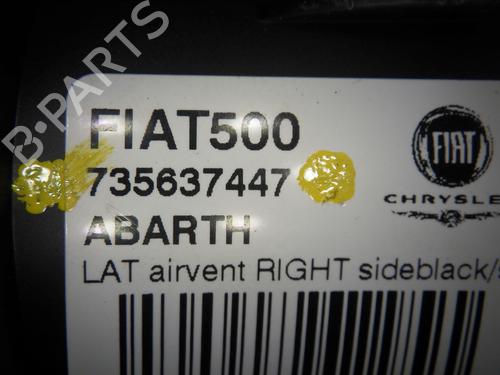 B-PARTS
FIAT500
735637447
ABARTH
LAT airvent RIGHT sideblack/
FIAT
CHRYSLE